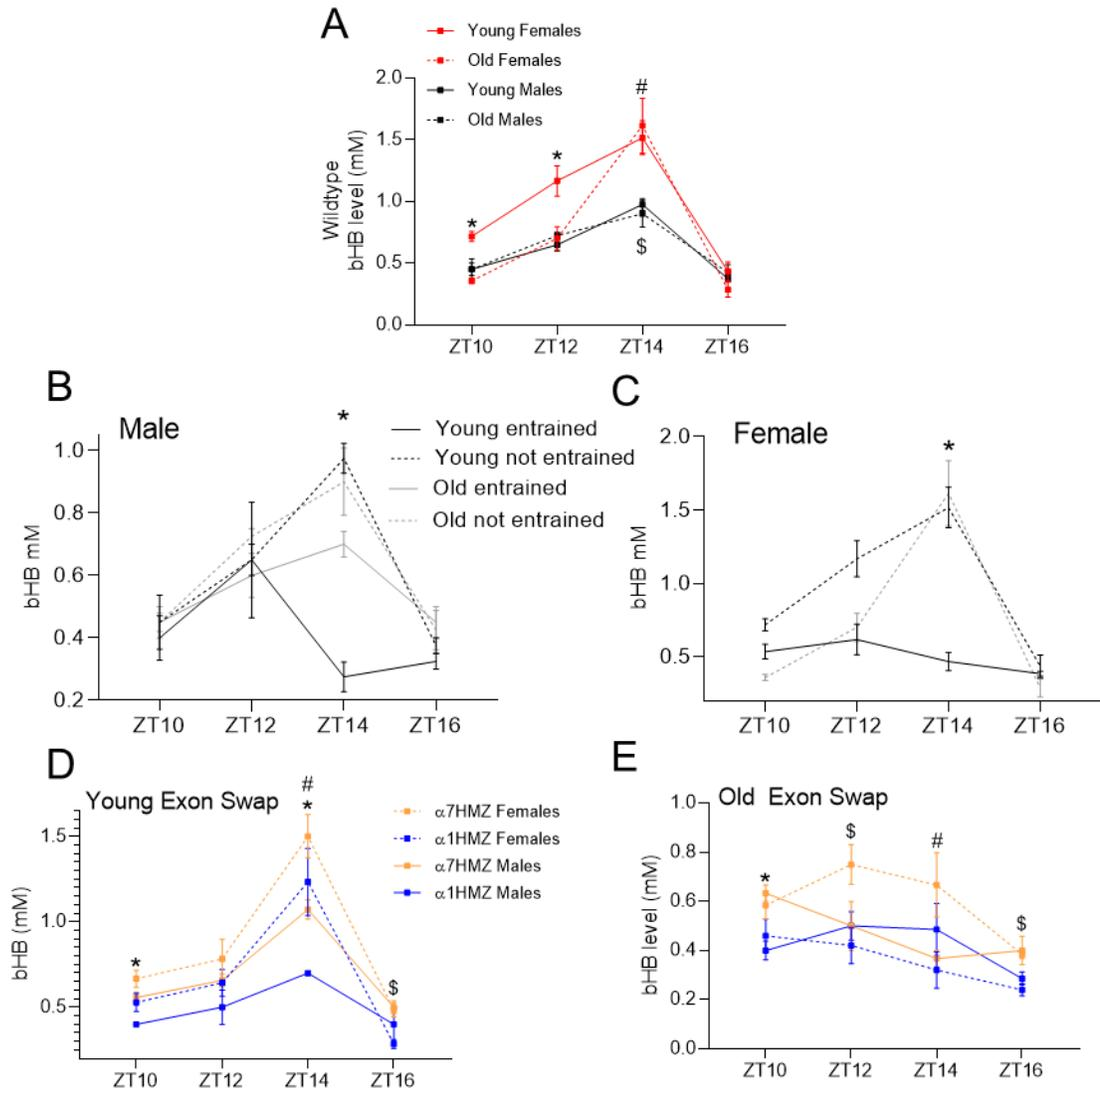 A
Young Females
Old Females
Young Males
Old Males
Wildtype
bHB level (mM)
2.0
1.5
1.0
0.5
0.0
#
*
*
$
ZT10 ZT12 ZT14 ZT16
B
Male
*
Young entrained
Young not entrained
Old entrained
Old not entrained
bHB mM
1.0
0.8
0.6
0.4
0.2
ZT10 ZT12 ZT14 ZT16
C
Female
*
bHB mM
2.0
1.5
1.0
0.5
ZT10 ZT12 ZT14 ZT16
D
Young Exon Swap
#
*
*
$
α7HMZ Females
α1HMZ Females
α7HMZ Males
α1HMZ Males
bHB (mM)
1.5
1.0
0.5
ZT10 ZT12 ZT14 ZT16
E
Old Exon Swap
$
#
*
$
bHB level (mM)
1.0
0.8
0.6
0.4
0.2
0.0
ZT10 ZT12 ZT14 ZT16